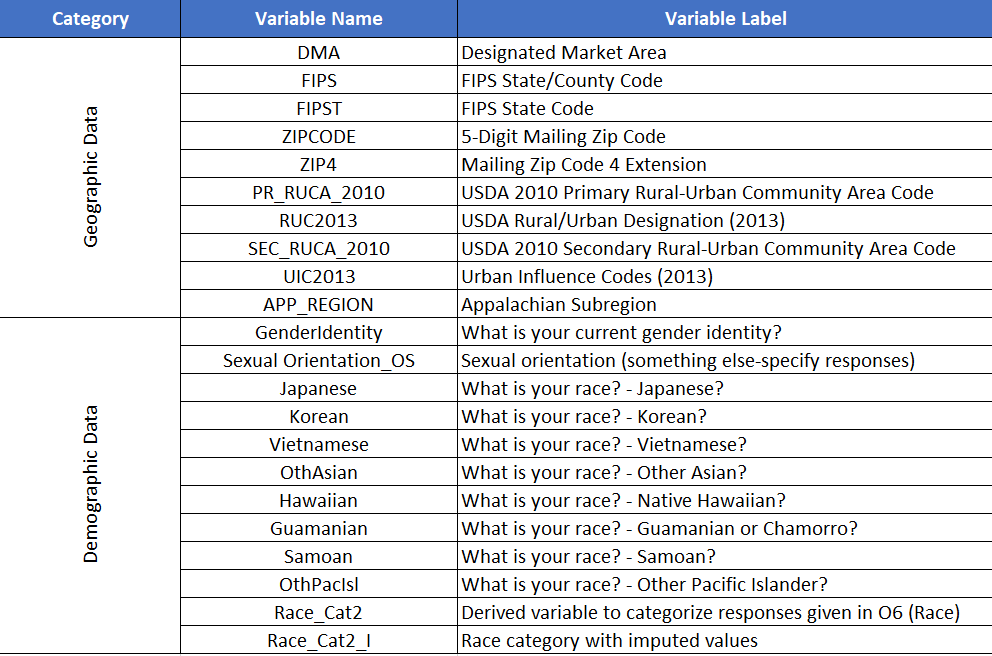 Category Variable Name Variable Label
Geographic Data
DMA Designated Market Area
FIPS FIPS State/County Code
FIPST FIPS State Code
ZIPCODE 5-Digit Mailing Zip Code
ZIP4 Mailing Zip Code 4 Extension
PR_RUCA_2010 USDA 2010 Primary Rural-Urban Community Area Code
RUC2013 USDA Rural/Urban Designation (2013)
SEC_RUCA_2010 USDA 2010 Secondary Rural-Urban Community Area Code
UIC2013 Urban Influence Codes (2013)
APP_REGION Appalachian Subregion
Demographic Data
GenderIdentity What is your current gender identity?
Sexual Orientation_OS Sexual orientation (something else-specify responses)
Japanese What is your race? - Japanese?
Korean What is your race? - Korean?
Vietnamese What is your race? - Vietnamese?
OthAsian What is your race? - Other Asian?
Hawaiian What is your race? - Native Hawaiian?
Guamanian What is your race? - Guamanian or Chamorro?
Samoan What is your race? - Samoan?
OthPacIsl What is your race? - Other Pacific Islander?
Race_Cat2 Derived variable to categorize responses given in O6 (Race)
Race_Cat2_I Race category with imputed values